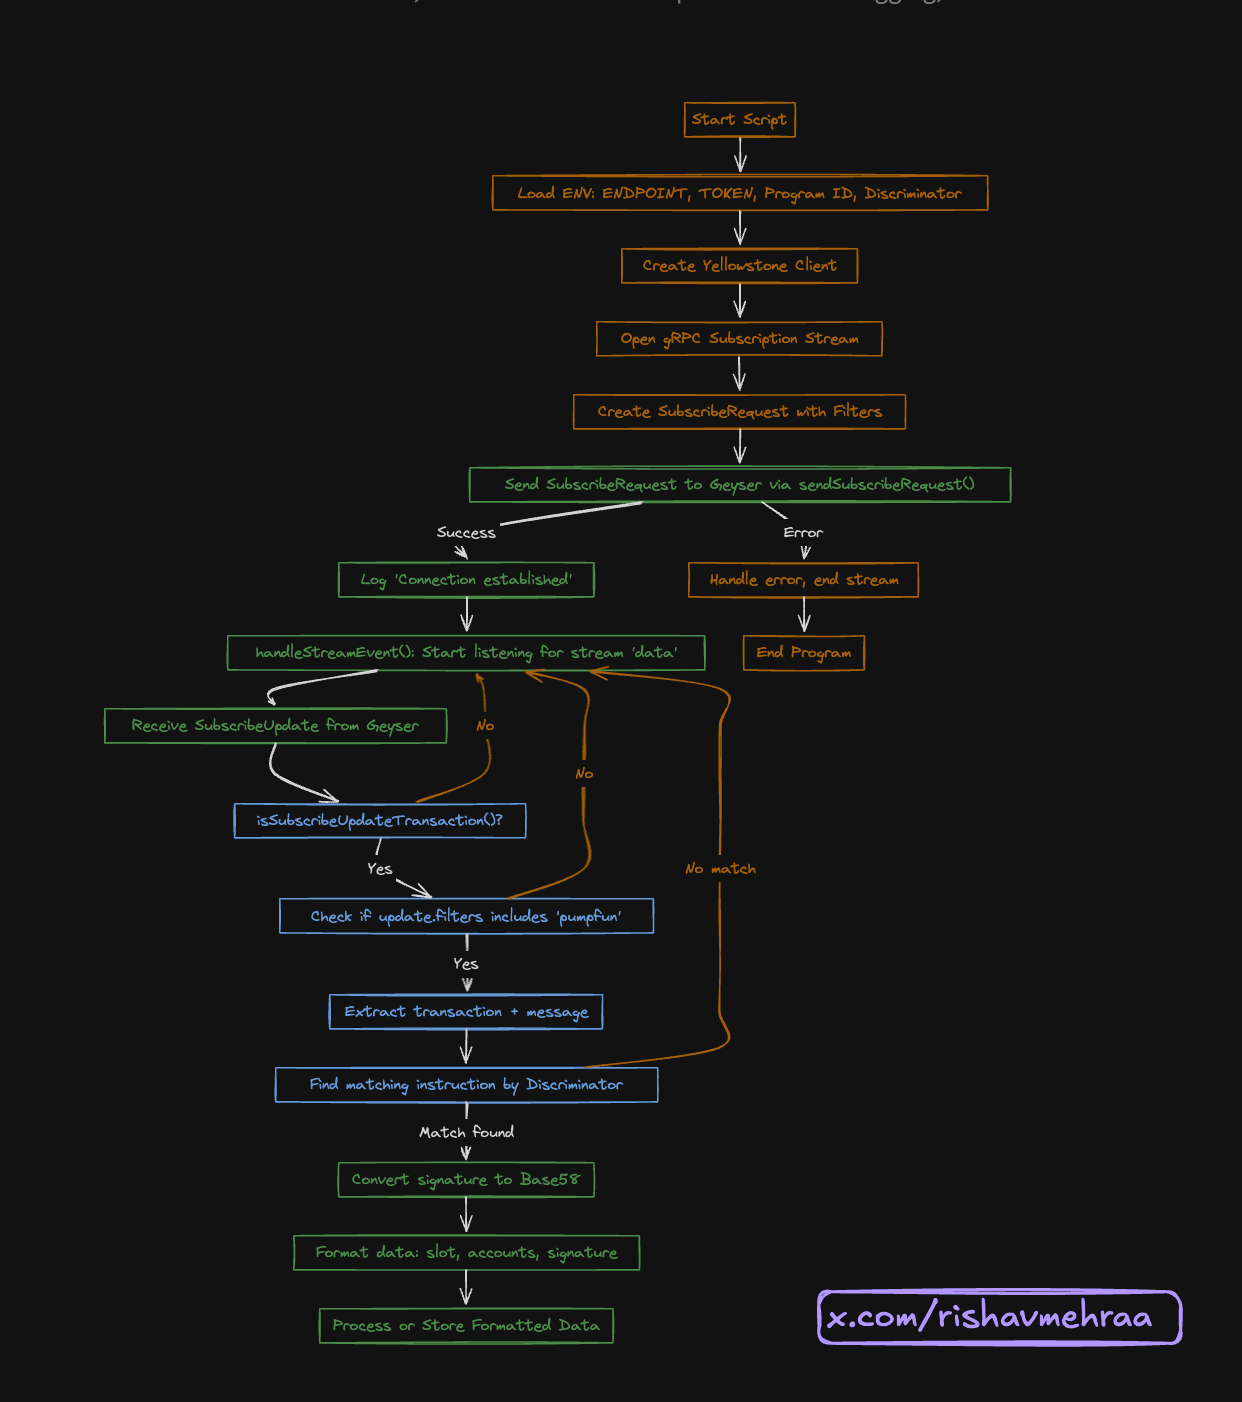 Start Script
Load ENV: ENDPOINT, TOKEN, Program ID, Discriminator
Create Yellowstone Client
Open gRPC Subscription Stream
Create SubscribeRequest with Filters
Send SubscribeRequest to Geyser via sendSubscribeRequest()
Success
Error
Log 'Connection established'
Handle error, end stream
handleStreamEvent(): Start listening for stream 'data'
End Program
Receive SubscribeUpdate from Geyser
No
No
isSubscribeUpdateTransaction()?
Yes
No match
Check if update.filters includes 'pumpfun'
Yes
Extract transaction + message
Find matching instruction by Discriminator
Match found
Convert signature to Base58
Format data: slot, accounts, signature
Process or Store Formatted Data
x.com/rishavmehraa